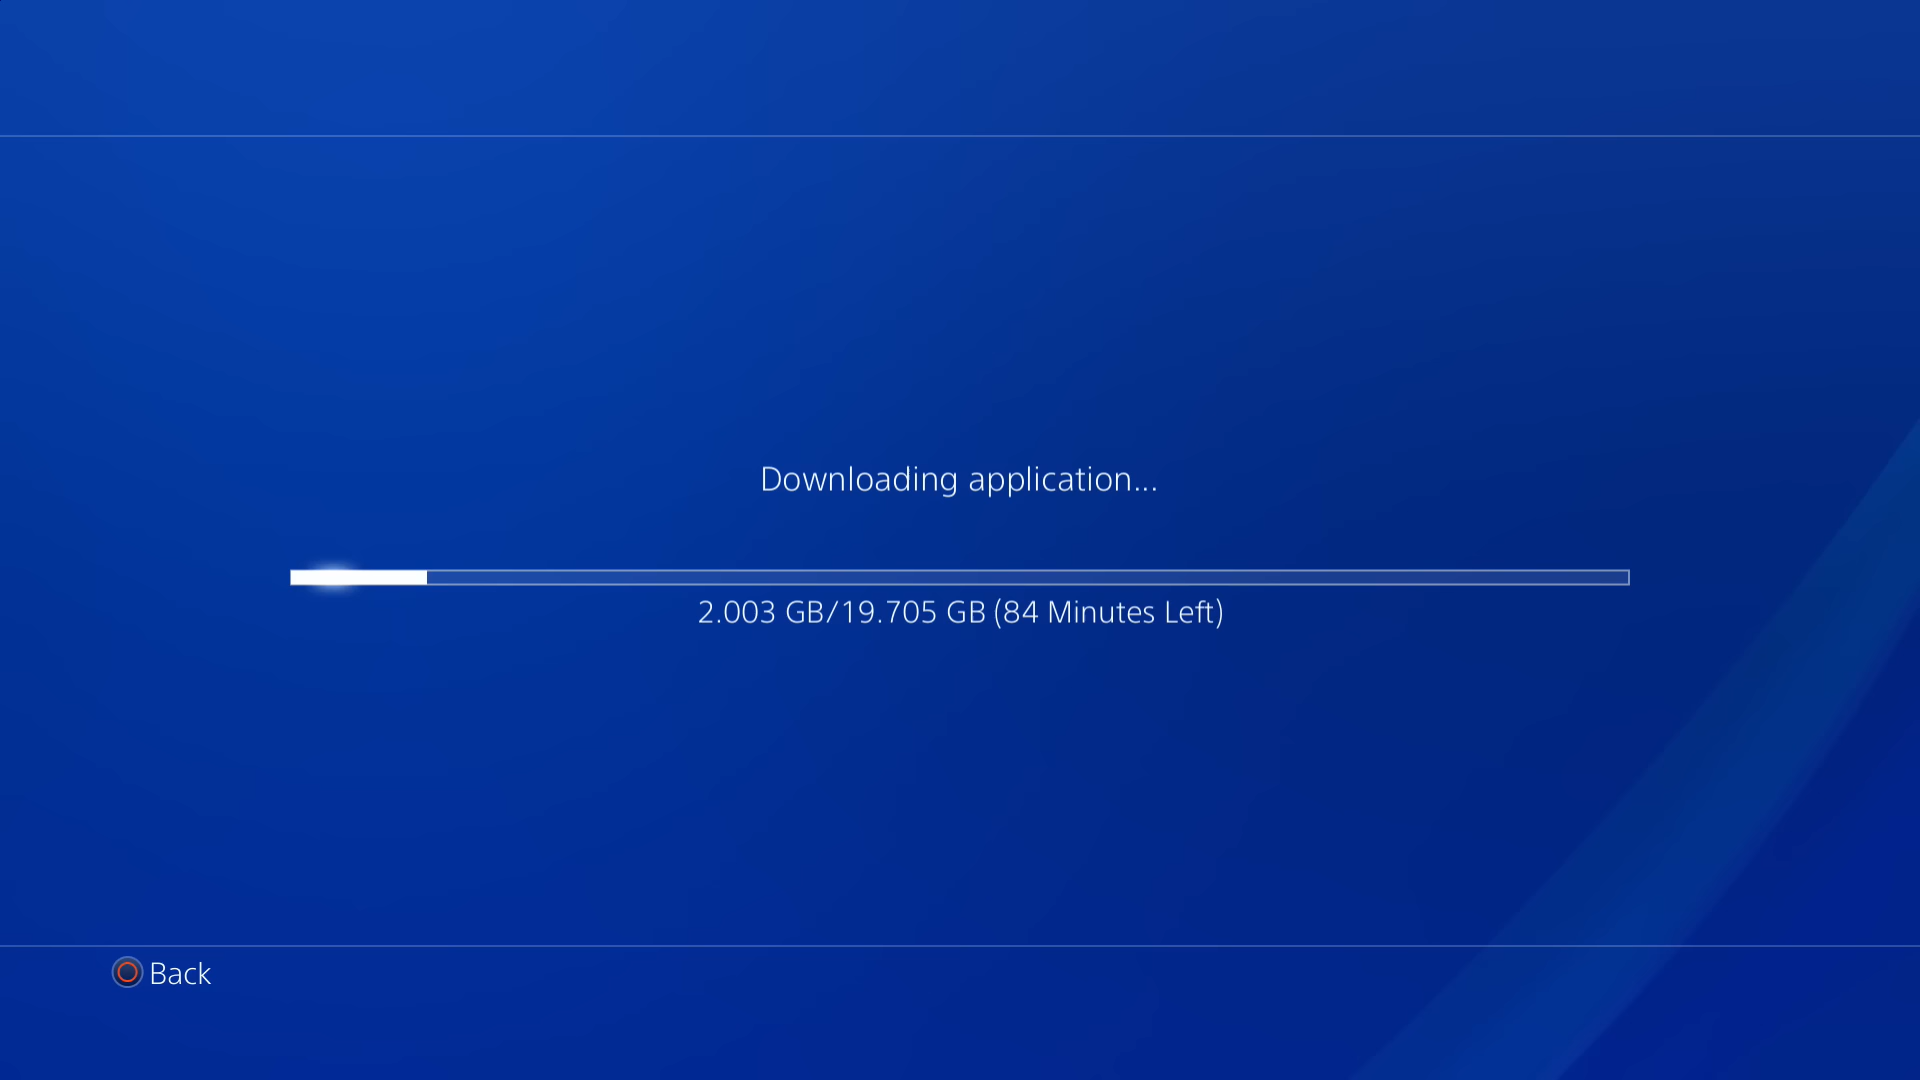 Downloading application...
2.003 GB/19.705 GB (84 Minutes Left)
Back